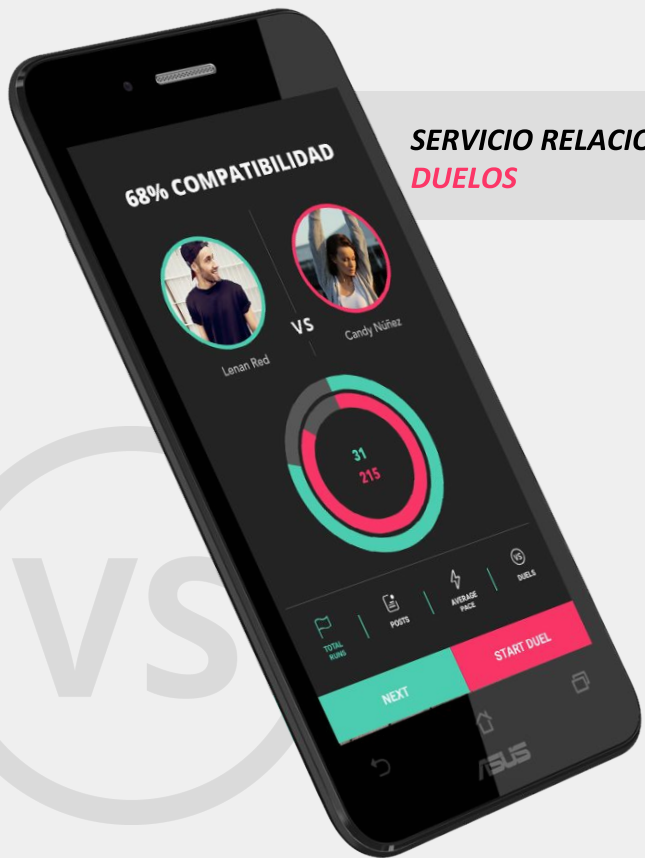 SERVICIO RELACIO
DUELOS
68% COMPATIBILIDAD
VS
Lenan Red
Candy Núñez
31
215
TOTAL
RUNS
POSTS
AVERAGE
PACE
VS
DUELS
NEXT
START DUEL
ASUS
VS